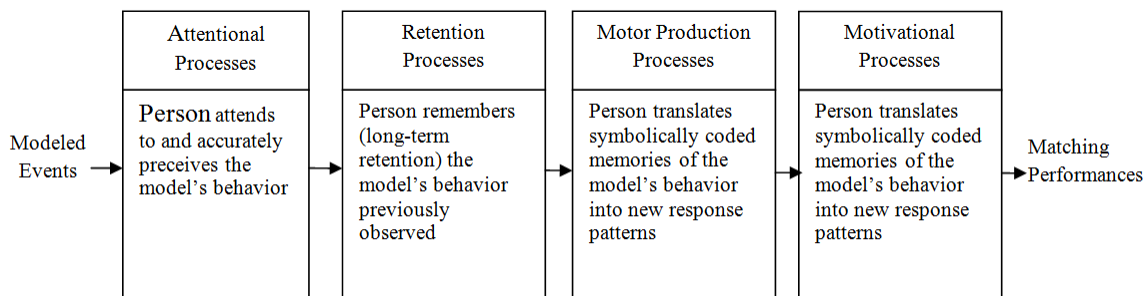 Modeled
Events
Attentional
Processes
Person attends
to and accurately
preceives the
model's behavior
Retention
Processes
Person remembers
(long-term
retention) the
model's behavior
previously
observed
Motor Production
Processes
Person translates
symbolically coded
memories of the
model's behavior
into new response
patterns
Motivational
Processes
Person translates
symbolically coded
memories of the
model's behavior
into new response
patterns
Matching
Performances